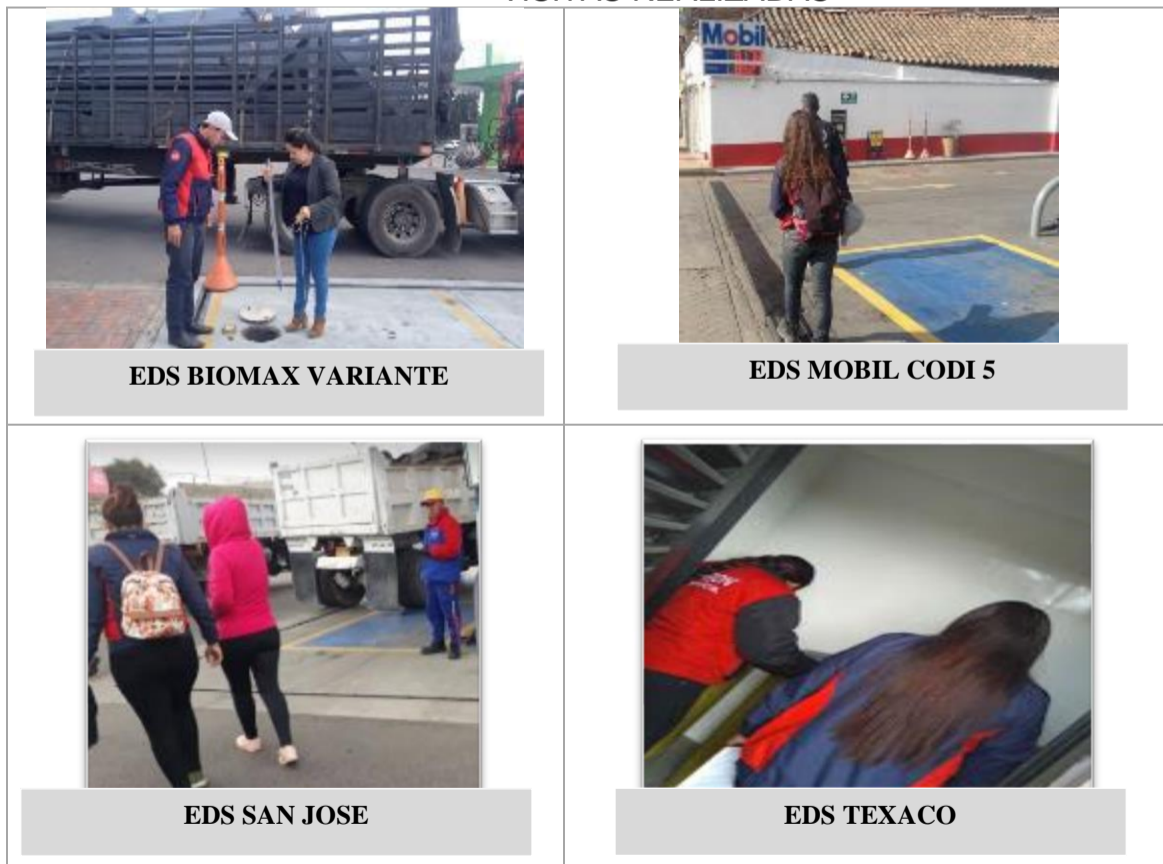 Mobil
EDS BIOMAX VARIANTE
EDS MOBIL CODI 5
EDS SAN JOSE
EDS TEXACO